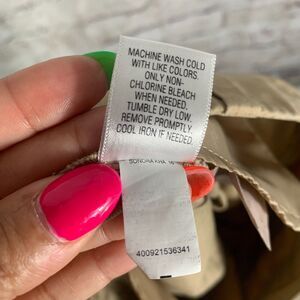 MACHINE WASH COLD
WITH LIKE COLORS.
ONLY NON-
CHLORINE BLEACH
WHEN NEEDED.
TUMBLE DRY LOW.
REMOVE PROMPTLY.
COOL IRON IF NEEDED.
400921536341